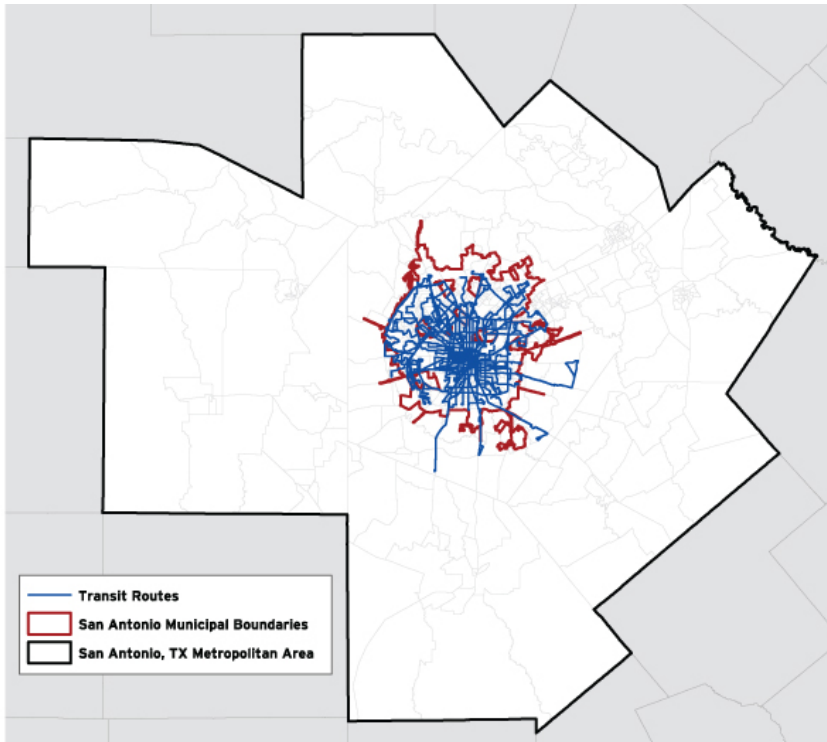 Transit Routes
San Antonio Municipal Boundaries
San Antonio, TX Metropolitan Area